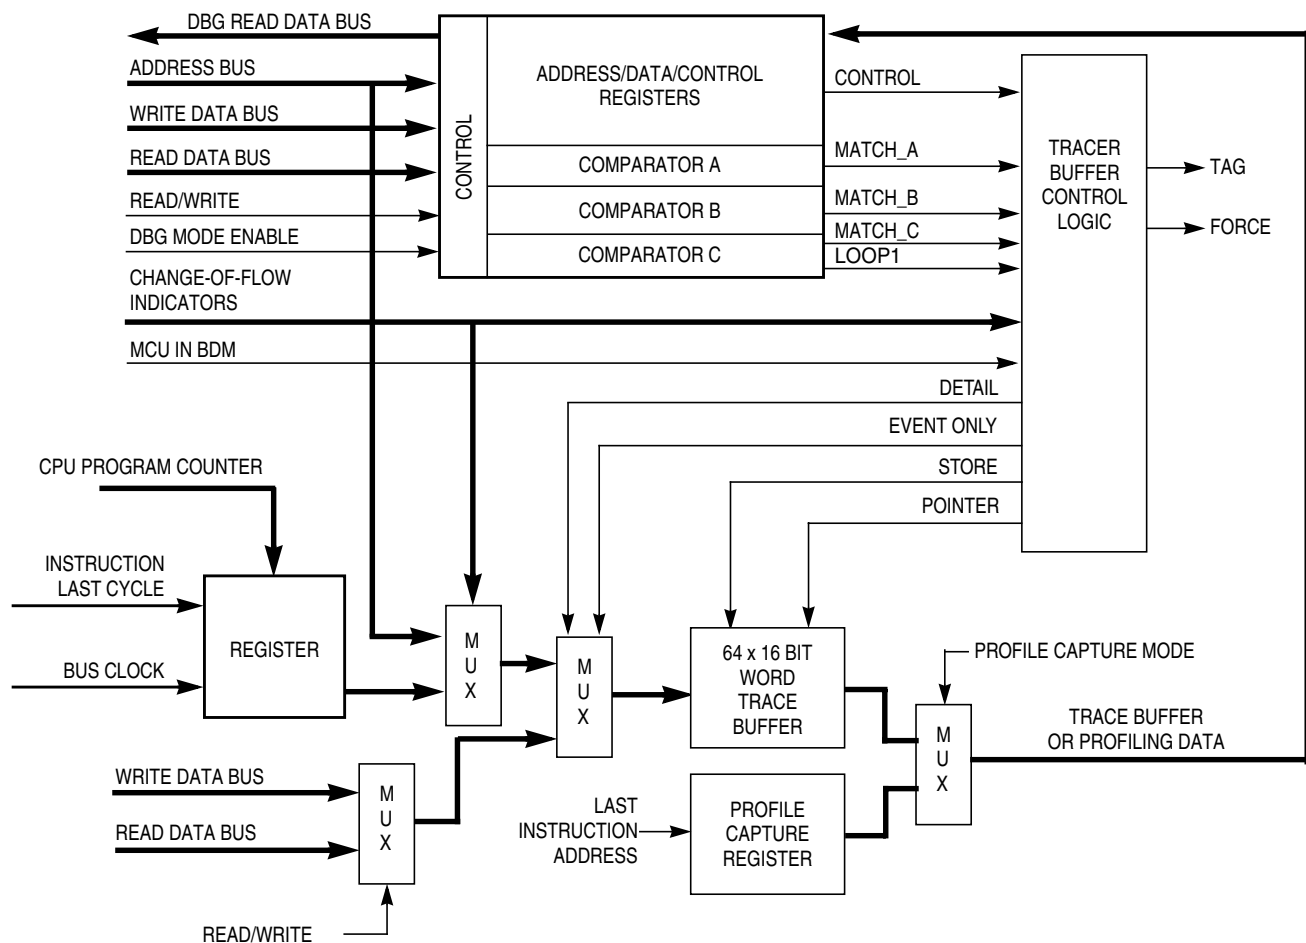 DBG READ DATA BUS
ADDRESS BUS
WRITE DATA BUS
READ DATA BUS
READ/WRITE
DBG MODE ENABLE
CHANGE-OF-FLOW
INDICATORS
MCU IN BDM
CONTROL
ADDRESS/DATA/CONTROL
REGISTERS
COMPARATOR A
COMPARATOR B
COMPARATOR C
CONTROL
MATCH_A
MATCH_B
MATCH_C
LOOP1
TRACER
BUFFER
CONTROL
LOGIC
TAG
FORCE
DETAIL
EVENT ONLY
STORE
POINTER
CPU PROGRAM COUNTER
INSTRUCTION
LAST CYCLE
BUS CLOCK
REGISTER
M
U
X
M
U
X
64 x 16 BIT
WORD
TRACE
BUFFER
PROFILE CAPTURE MODE
M
U
X
TRACE BUFFER
OR PROFILING DATA
WRITE DATA BUS
READ DATA BUS
M
U
X
READ/WRITE
LAST
INSTRUCTION
ADDRESS
PROFILE
CAPTURE
REGISTER